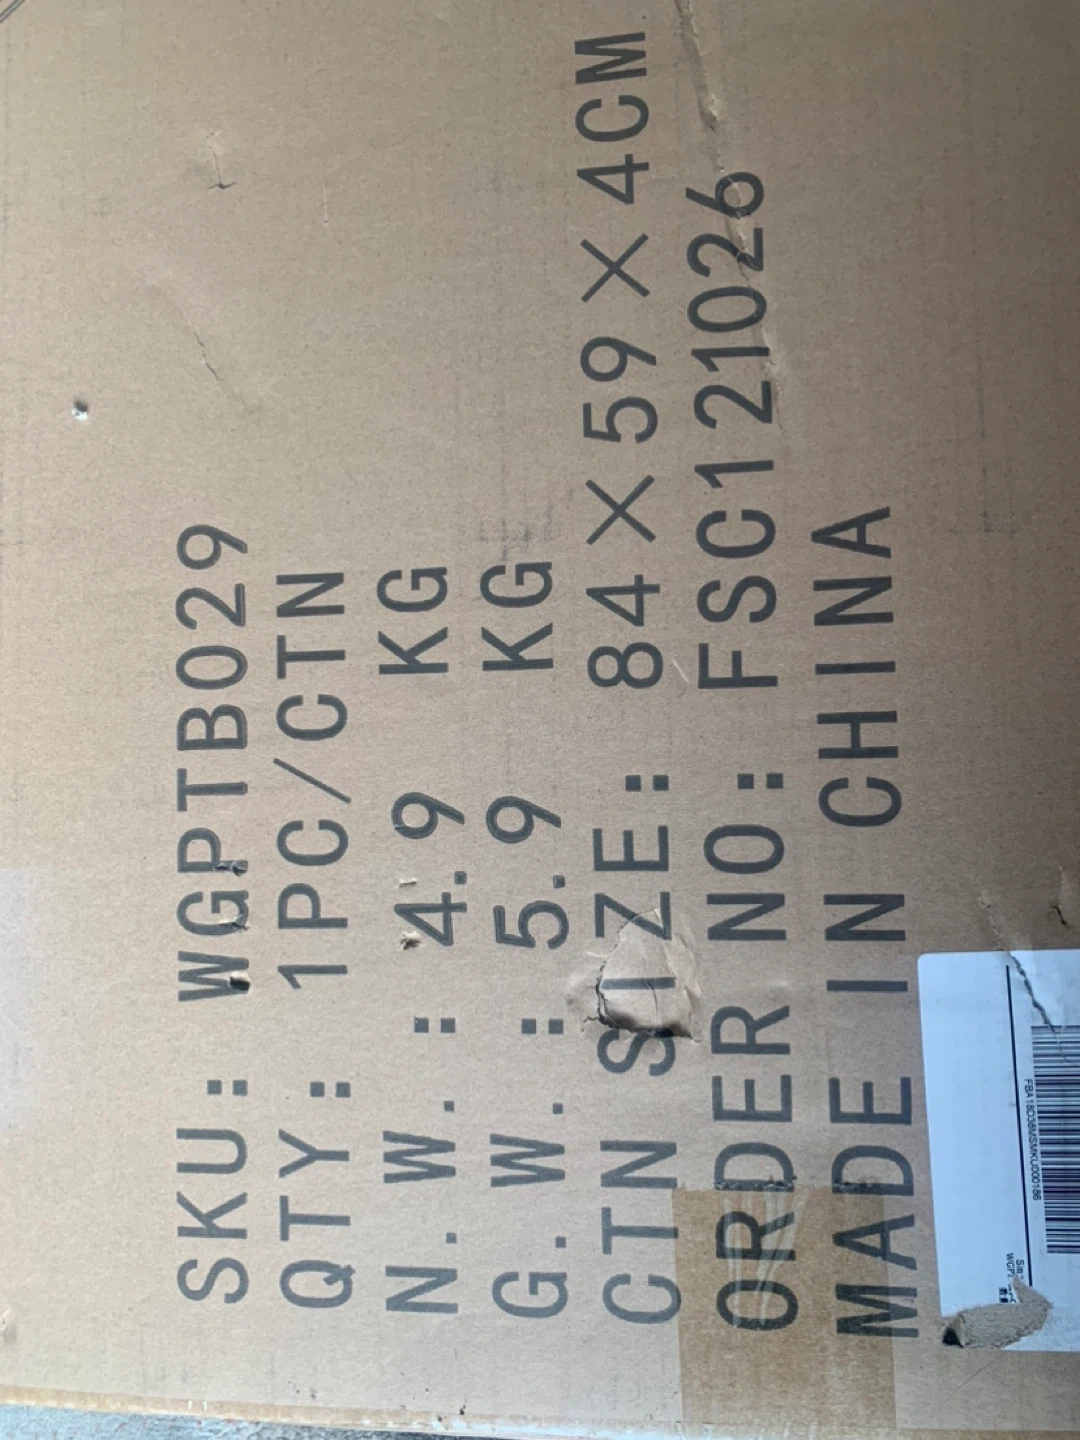 SKU: WGPTB029
QTY: 1PC/CTN
N.W.: 4.9 KG
G.W.: 5.9 KG
CTN SIZE: 84×59×4CM
ORDER NO: FSC121026
MADE IN CHINA
FBA18D38MSMKU000186